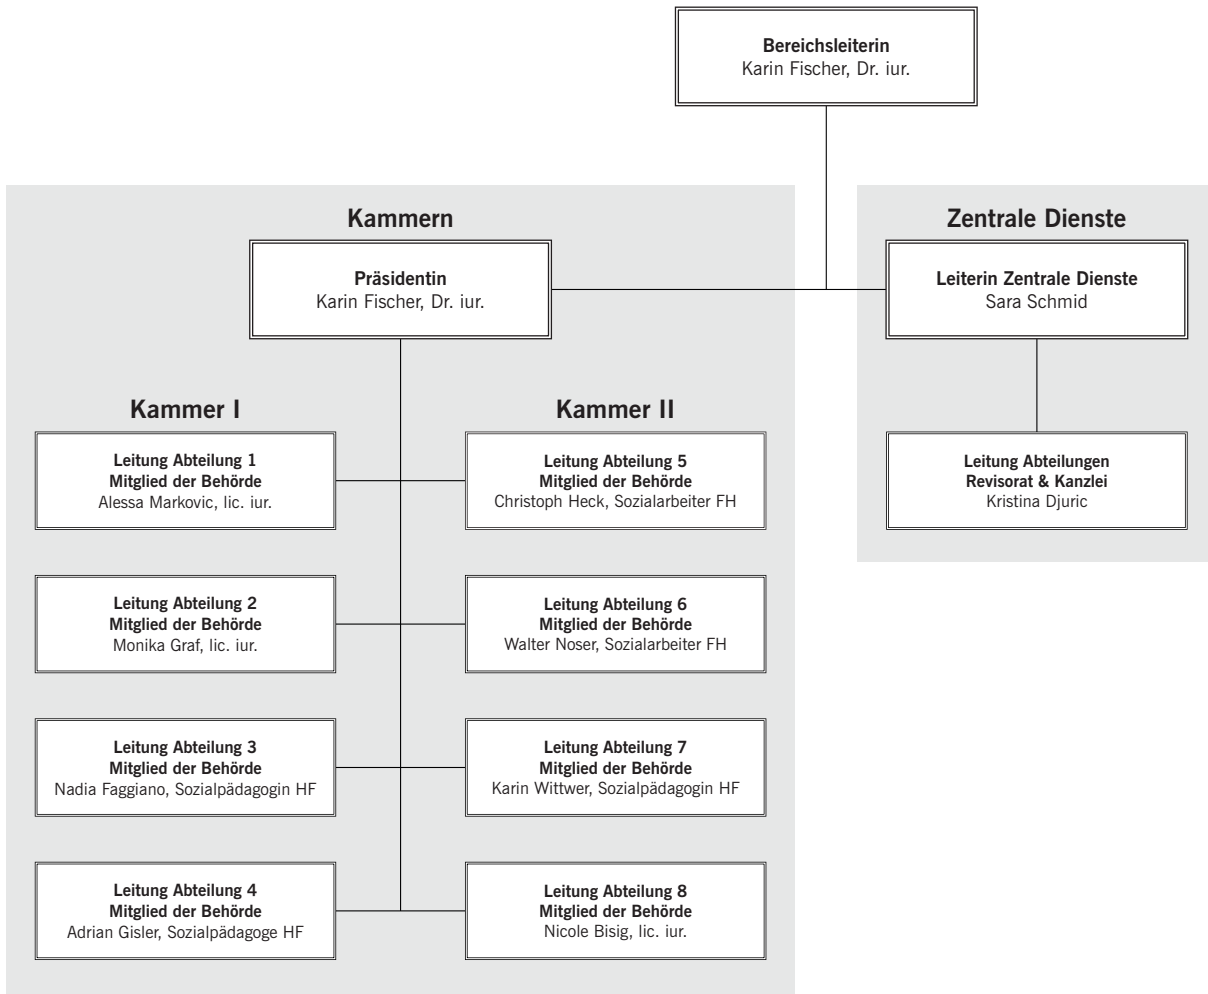 Bereichsleiterin
Karin Fischer, Dr. iur.
Kammern
Präsidentin
Karin Fischer, Dr. iur.
Zentrale Dienste
Leiterin Zentrale Dienste
Sara Schmid
Leitung Abteilungen
Revisorat & Kanzlei
Kristina Djuric
Kammer I
Leitung Abteilung 1
Mitglied der Behörde
Alessa Markovic, lic. iur.
Leitung Abteilung 2
Mitglied der Behörde
Monika Graf, lic. iur.
Leitung Abteilung 3
Mitglied der Behörde
Nadia Faggiano, Sozialpädagogin HF
Leitung Abteilung 4
Mitglied der Behörde
Adrian Gisler, Sozialpädagoge HF
Kammer II
Leitung Abteilung 5
Mitglied der Behörde
Christoph Heck, Sozialarbeiter FH
Leitung Abteilung 6
Mitglied der Behörde
Walter Noser, Sozialarbeiter FH
Leitung Abteilung 7
Mitglied der Behörde
Karin Wittwer, Sozialpädagogin HF
Leitung Abteilung 8
Mitglied der Behörde
Nicole Bisig, lic. iur.